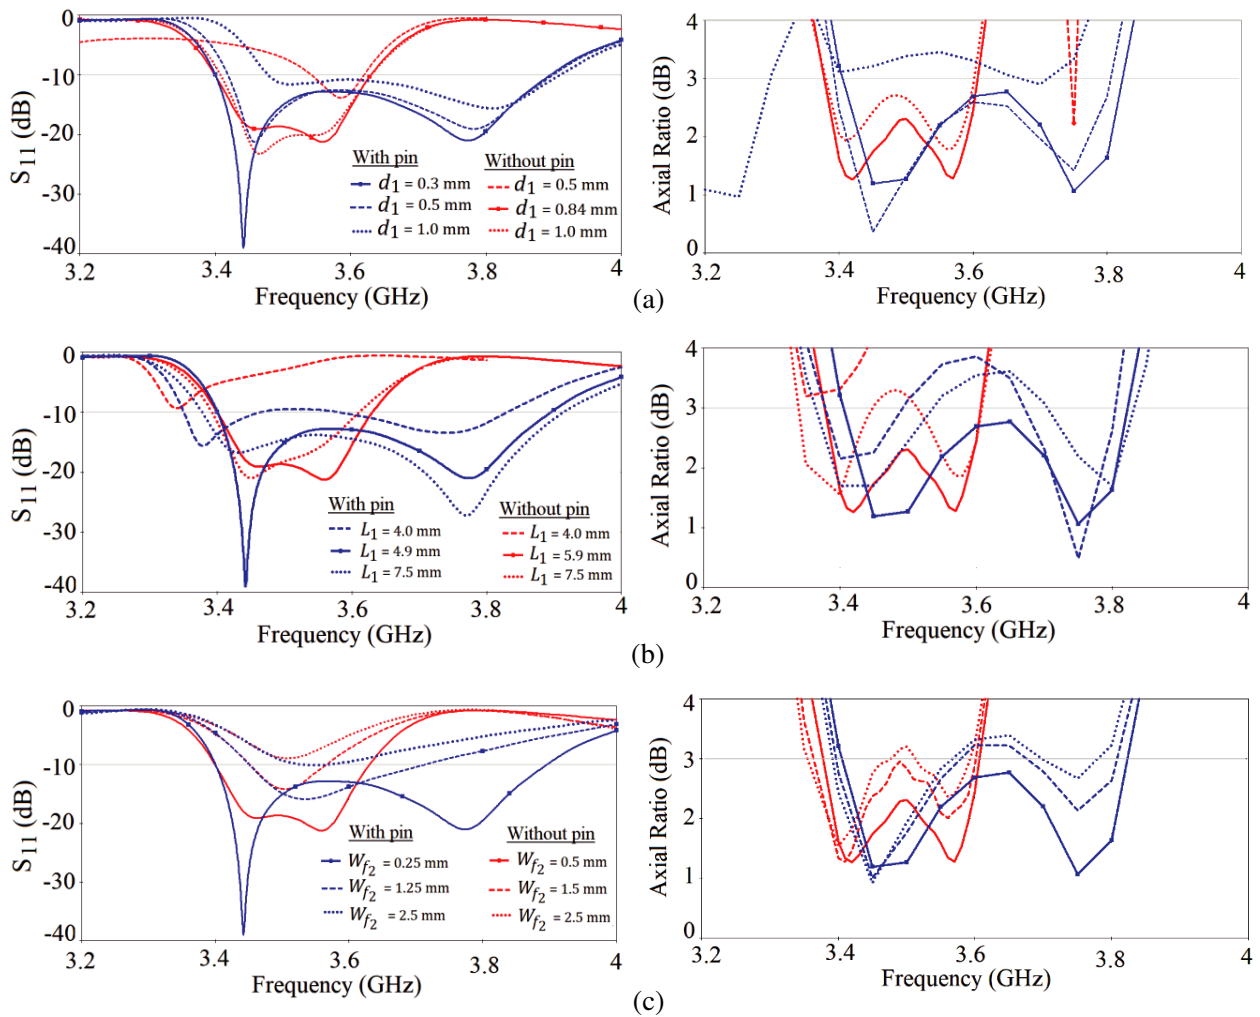 0
-10
-20
-30
-40
S11 (dB)
With pin
d1 = 0.3 mm
d1 = 0.5 mm
d1 = 1.0 mm
Without pin
d1 = 0.5 mm
d1 = 0.84 mm
d1 = 1.0 mm
3.2 3.4 3.6 3.8 4
Frequency (GHz)
4
3
2
1
0
Axial Ratio (dB)
3.2 3.4 3.6 3.8 4
Frequency (GHz)
(a)
0
-10
-20
-30
-40
S11 (dB)
With pin
L1 = 4.0 mm
L1 = 4.9 mm
L1 = 7.5 mm
Without pin
L1 = 4.0 mm
L1 = 5.9 mm
L1 = 7.5 mm
3.2 3.4 3.6 3.8 4
Frequency (GHz)
4
3
2
1
0
Axial Ratio (dB)
3.2 3.4 3.6 3.8 4
Frequency (GHz)
(b)
0
-10
-20
-30
-40
S11 (dB)
With pin
Wf2 = 0.25 mm
Wf2 = 1.25 mm
Wf2 = 2.5 mm
Without pin
Wf2 = 0.5 mm
Wf2 = 1.5 mm
Wf2 = 2.5 mm
3.2 3.4 3.6 3.8 4
Frequency (GHz)
4
3
2
1
0
Axial Ratio (dB)
3.2 3.4 3.6 3.8 4
Frequency (GHz)
(c)